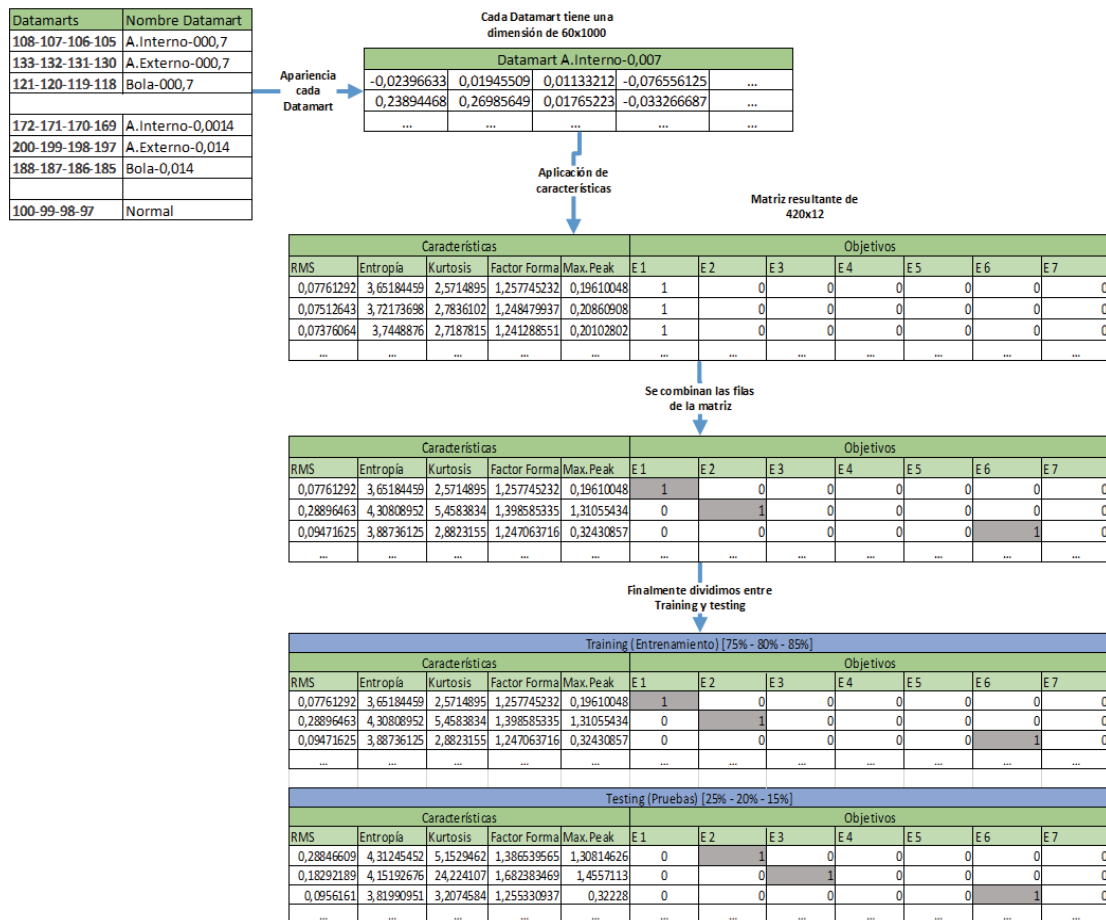 Datamarts Nombre Datamart
108-107-106-105 A.Interno-000,7
133-132-131-130 A.Externo-000,7
121-120-119-118 Bola-000,7
172-171-170-169 A.Interno-0,0014
200-199-198-197 A.Externo-0,014
188-187-186-185 Bola-0,014
100-99-98-97 Normal
Apariencia
cada
Datamart
Cada Datamart tiene una
dimensión de 60x1000
Datamart A.Interno-0,007
-0,02396633 0,01945509 0,01133212 -0,076556125 ...
0,23894468 0,26985649 0,01765223 -0,033266687 ...
... ... ... ... ...
Aplicación de
características
Matriz resultante de
420x12
Características Objetivos
RMS Entropía Kurtosis Factor Forma Max.Peak E 1 E 2 E 3 E 4 E 5 E 6 E 7
0,07761292 3,65184459 2,5714895 1,257745232 0,19610048 1 0 0 0 0 0 0
0,07512643 3,72173698 2,7836102 1,248479937 0,20860908 1 0 0 0 0 0 0
0,07376064 3,7448876 2,7187815 1,241288551 0,20102802 1 0 0 0 0 0 0
... ... ... ... ... ... ... ... ... ... ... ...
Se combinan las filas
de la matriz
Características Objetivos
RMS Entropía Kurtosis Factor Forma Max.Peak E 1 E 2 E 3 E 4 E 5 E 6 E 7
0,07761292 3,65184459 2,5714895 1,257745232 0,19610048 1 0 0 0 0 0 0
0,28896463 4,30808952 5,4583834 1,398585335 1,31055434 0 1 0 0 0 0 0
0,09471625 3,88736125 2,8823155 1,247063716 0,32430857 0 0 0 0 0 1 0
... ... ... ... ... ... ... ... ... ... ... ...
Finalmente dividimos entre
Training y testing
Training (Entrenamiento) [75% - 80% - 85%]
Características Objetivos
RMS Entropía Kurtosis Factor Forma Max.Peak E 1 E 2 E 3 E 4 E 5 E 6 E 7
0,07761292 3,65184459 2,5714895 1,257745232 0,19610048 1 0 0 0 0 0 0
0,28896463 4,30808952 5,4583834 1,398585335 1,31055434 0 1 0 0 0 0 0
0,09471625 3,88736125 2,8823155 1,247063716 0,32430857 0 0 0 0 0 1 0
... ... ... ... ... ... ... ... ... ... ... ...
Testing (Pruebas) [25% - 20% - 15%]
Características Objetivos
RMS Entropía Kurtosis Factor Forma Max.Peak E 1 E 2 E 3 E 4 E 5 E 6 E 7
0,28846609 4,31245452 5,1529462 1,386539565 1,30814626 0 1 0 0 0 0 0
0,18292189 4,15192676 24,224107 1,682383469 1,4557113 0 0 1 0 0 0 0
0,0956161 3,81990951 3,2074584 1,255330937 0,32228 0 0 0 0 0 1 0
... ... ... ... ... ... ... ... ... ... ... ...